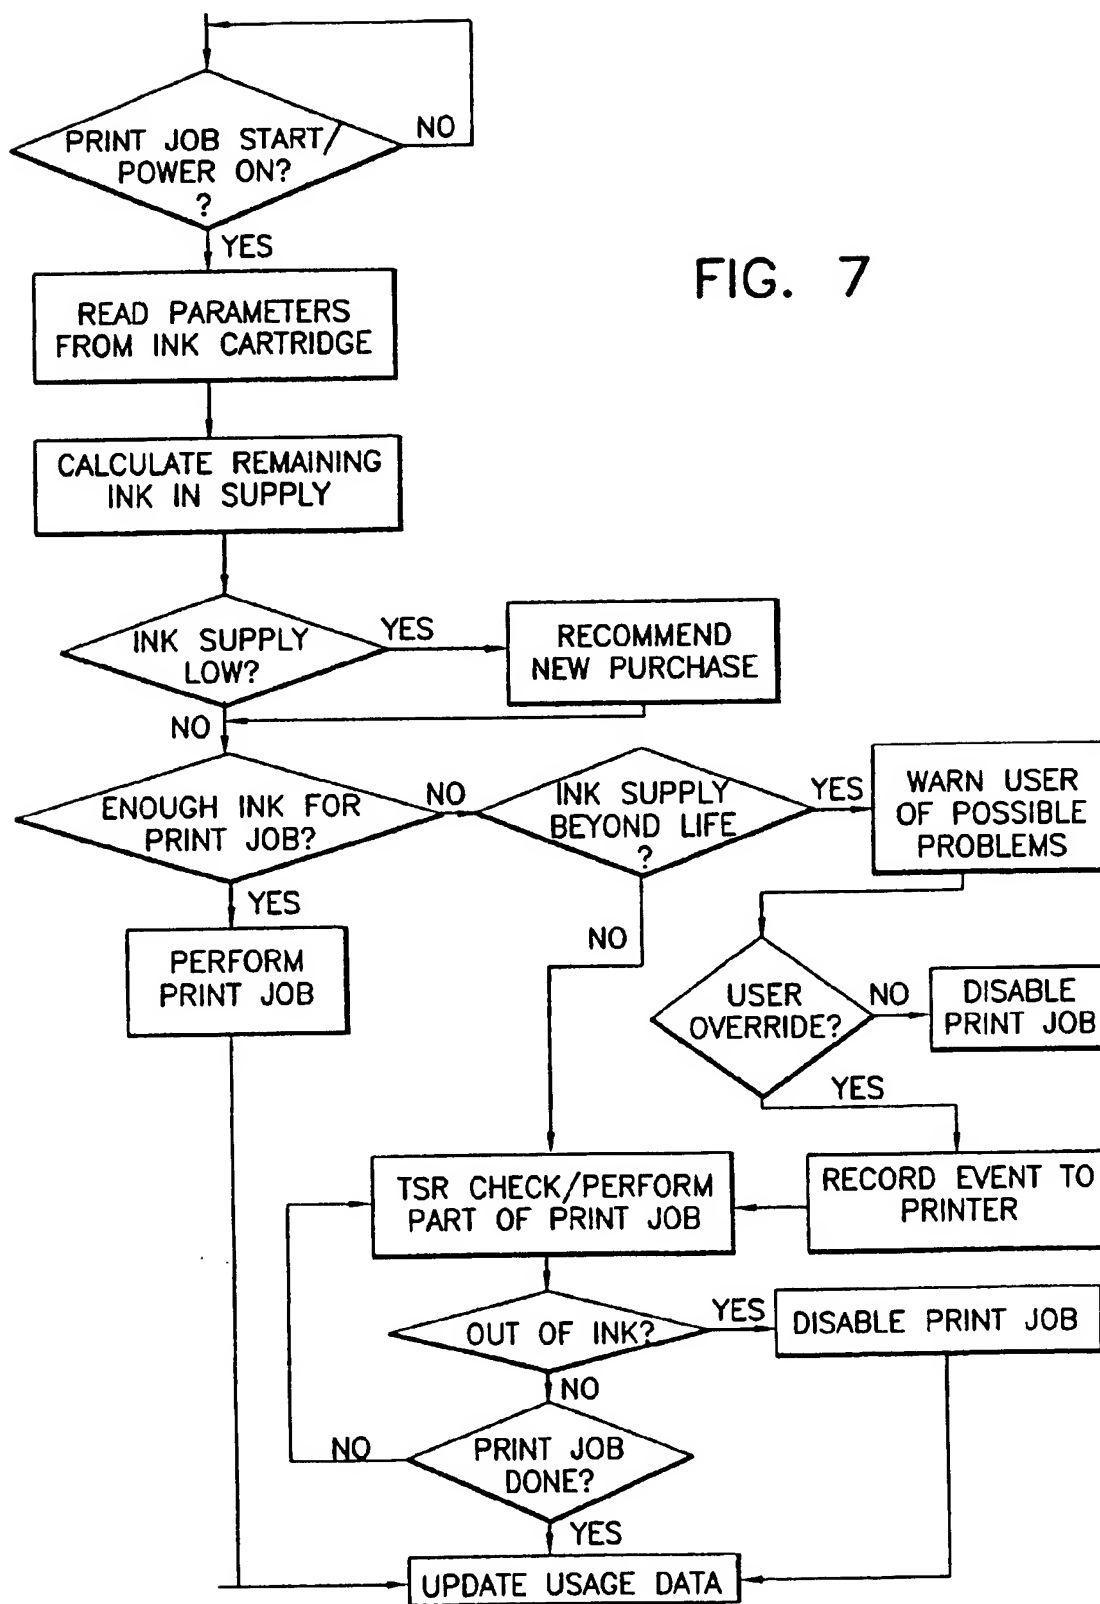 PRINT JOB START/
POWER ON?
?
NO
YES
FIG. 7
READ PARAMETERS
FROM INK CARTRIDGE
CALCULATE REMAINING
INK IN SUPPLY
INK SUPPLY
LOW?
YES
RECOMMEND
NEW PURCHASE
NO
ENOUGH INK FOR
PRINT JOB?
NO
INK SUPPLY
BEYOND LIFE
?
YES
WARN USER
OF POSSIBLE
PROBLEMS
YES
PERFORM
PRINT JOB
NO
USER
OVERRIDE?
NO
DISABLE
PRINT JOB
YES
TSR CHECK/PERFORM
PART OF PRINT JOB
RECORD EVENT TO
PRINTER
OUT OF INK?
YES
DISABLE PRINT JOB
NO
PRINT JOB
DONE?
NO
YES
UPDATE USAGE DATA